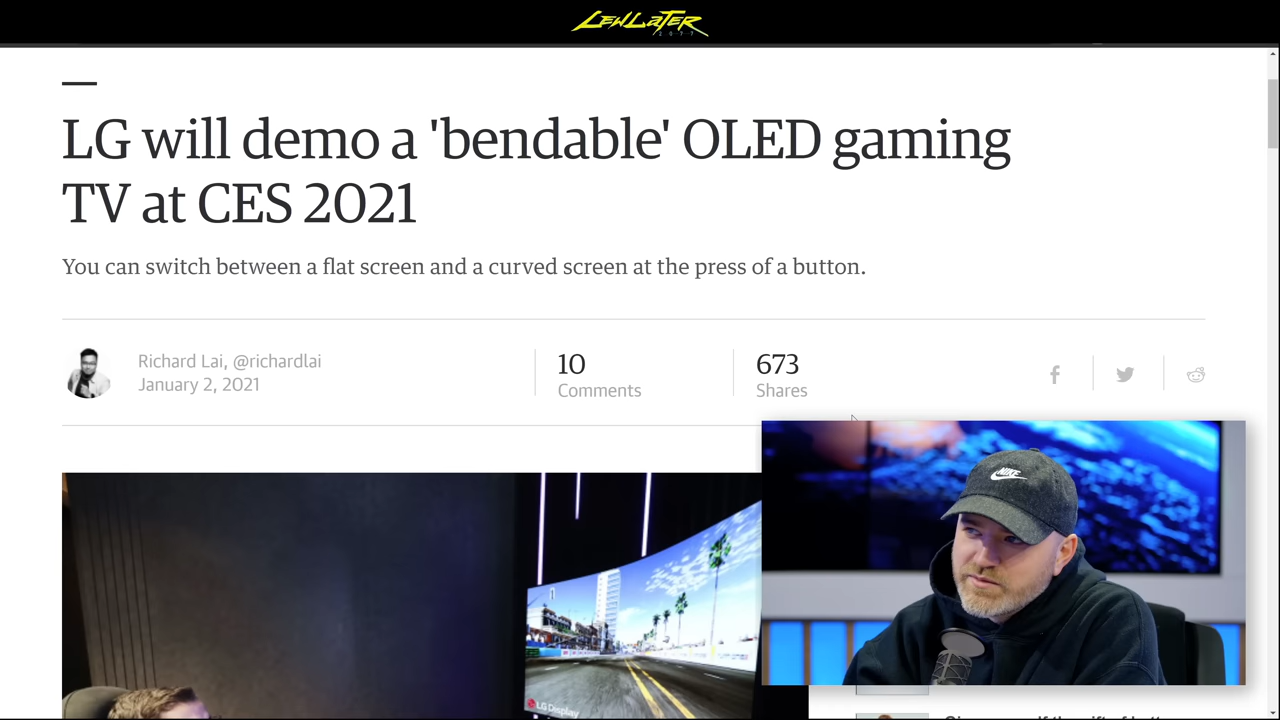 LEWLATER
2077
LG will demo a 'bendable' OLED gaming
TV at CES 2021
You can switch between a flat screen and a curved screen at the press of a button.
Richard Lai, @richardlai
January 2, 2021
10
Comments
673
Shares
NIKE
LG Display